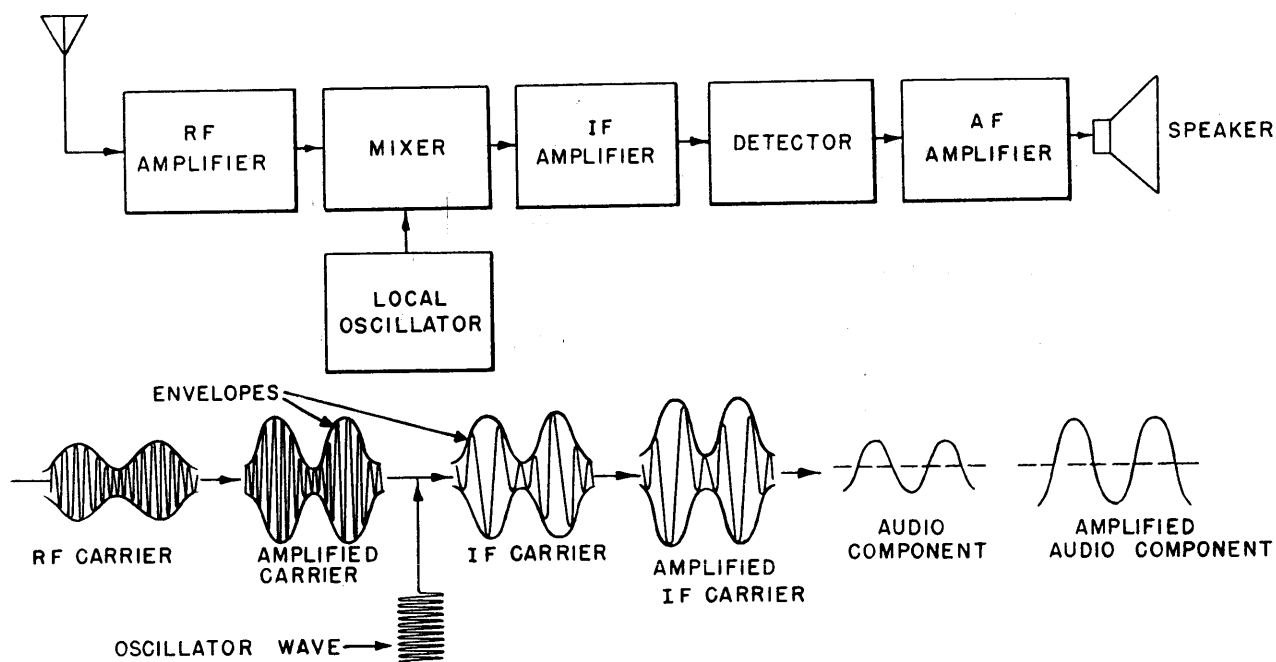 RF
AMPLIFIER
MIXER
IF
AMPLIFIER
DETECTOR
AF
AMPLIFIER
SPEAKER
LOCAL
OSCILLATOR
ENVELOPES
RF CARRIER
AMPLIFIED
CARRIER
IF CARRIER
AMPLIFIED
IF CARRIER
AUDIO
COMPONENT
AMPLIFIED
AUDIO COMPONENT
OSCILLATOR WAVE